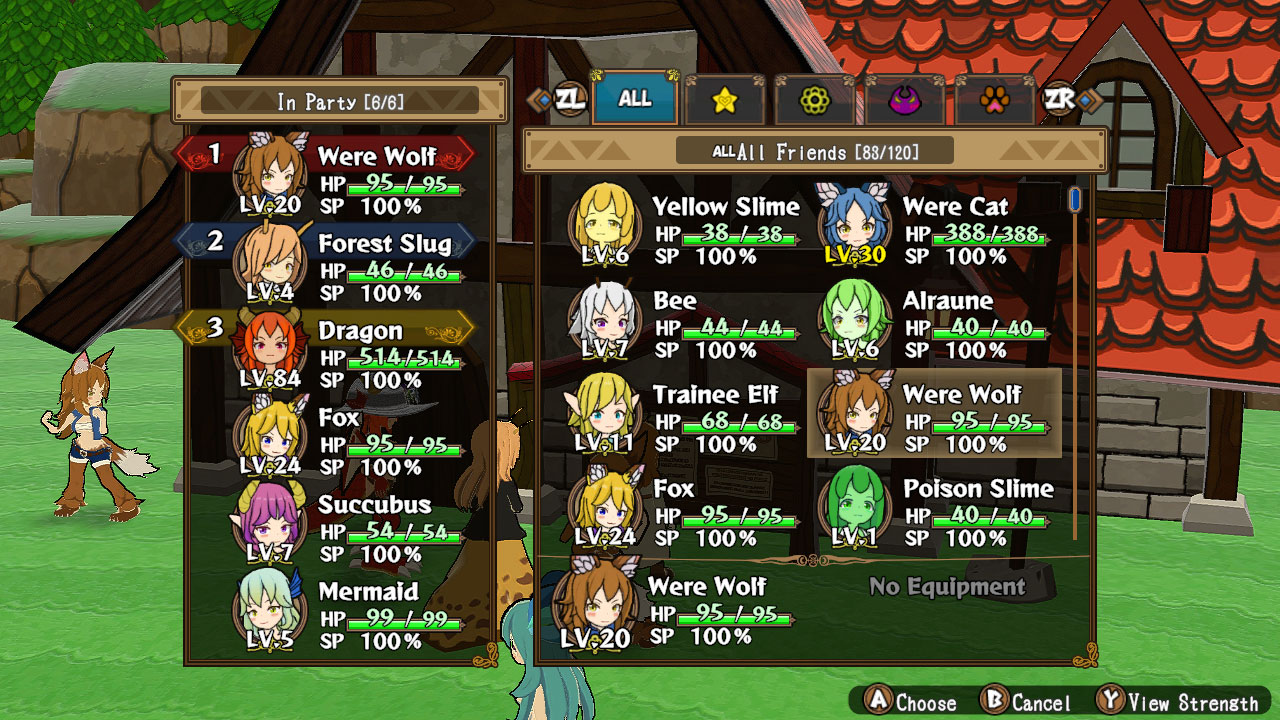 In Party [6/6]
1
Were Wolf
HP 95 / 95
LV.20
SP 100%
2
Forest Slug
HP 46 / 46
LV.4
SP 100%
3
Dragon
HP 514/514
LV.84
SP 100%
Fox
HP 95 / 95
LV.24
SP 100%
Succubus
HP 54 / 54
LV.7
SP 100%
Mermaid
HP 99 / 99
LV.5
SP 100%
ZL ALL ZR
ALL All Friends [83/120]
Yellow Slime
HP 38 / 38
LV.6
SP 100%
Were Cat
HP 388/388
LV.30
SP 100%
Bee
HP 44 / 44
LV.7
SP 100%
Alraune
HP 40 / 40
LV.6
SP 100%
Trainee Elf
HP 68 / 68
LV.11
SP 100%
Were Wolf
HP 95 / 95
LV.20
SP 100%
Fox
HP 95 / 95
LV.24
SP 100%
Poison Slime
HP 40 / 40
LV.1
SP 100%
Were Wolf
HP 95 / 95
LV.20
SP 100%
No Equipment
A Choose B Cancel Y View Strength